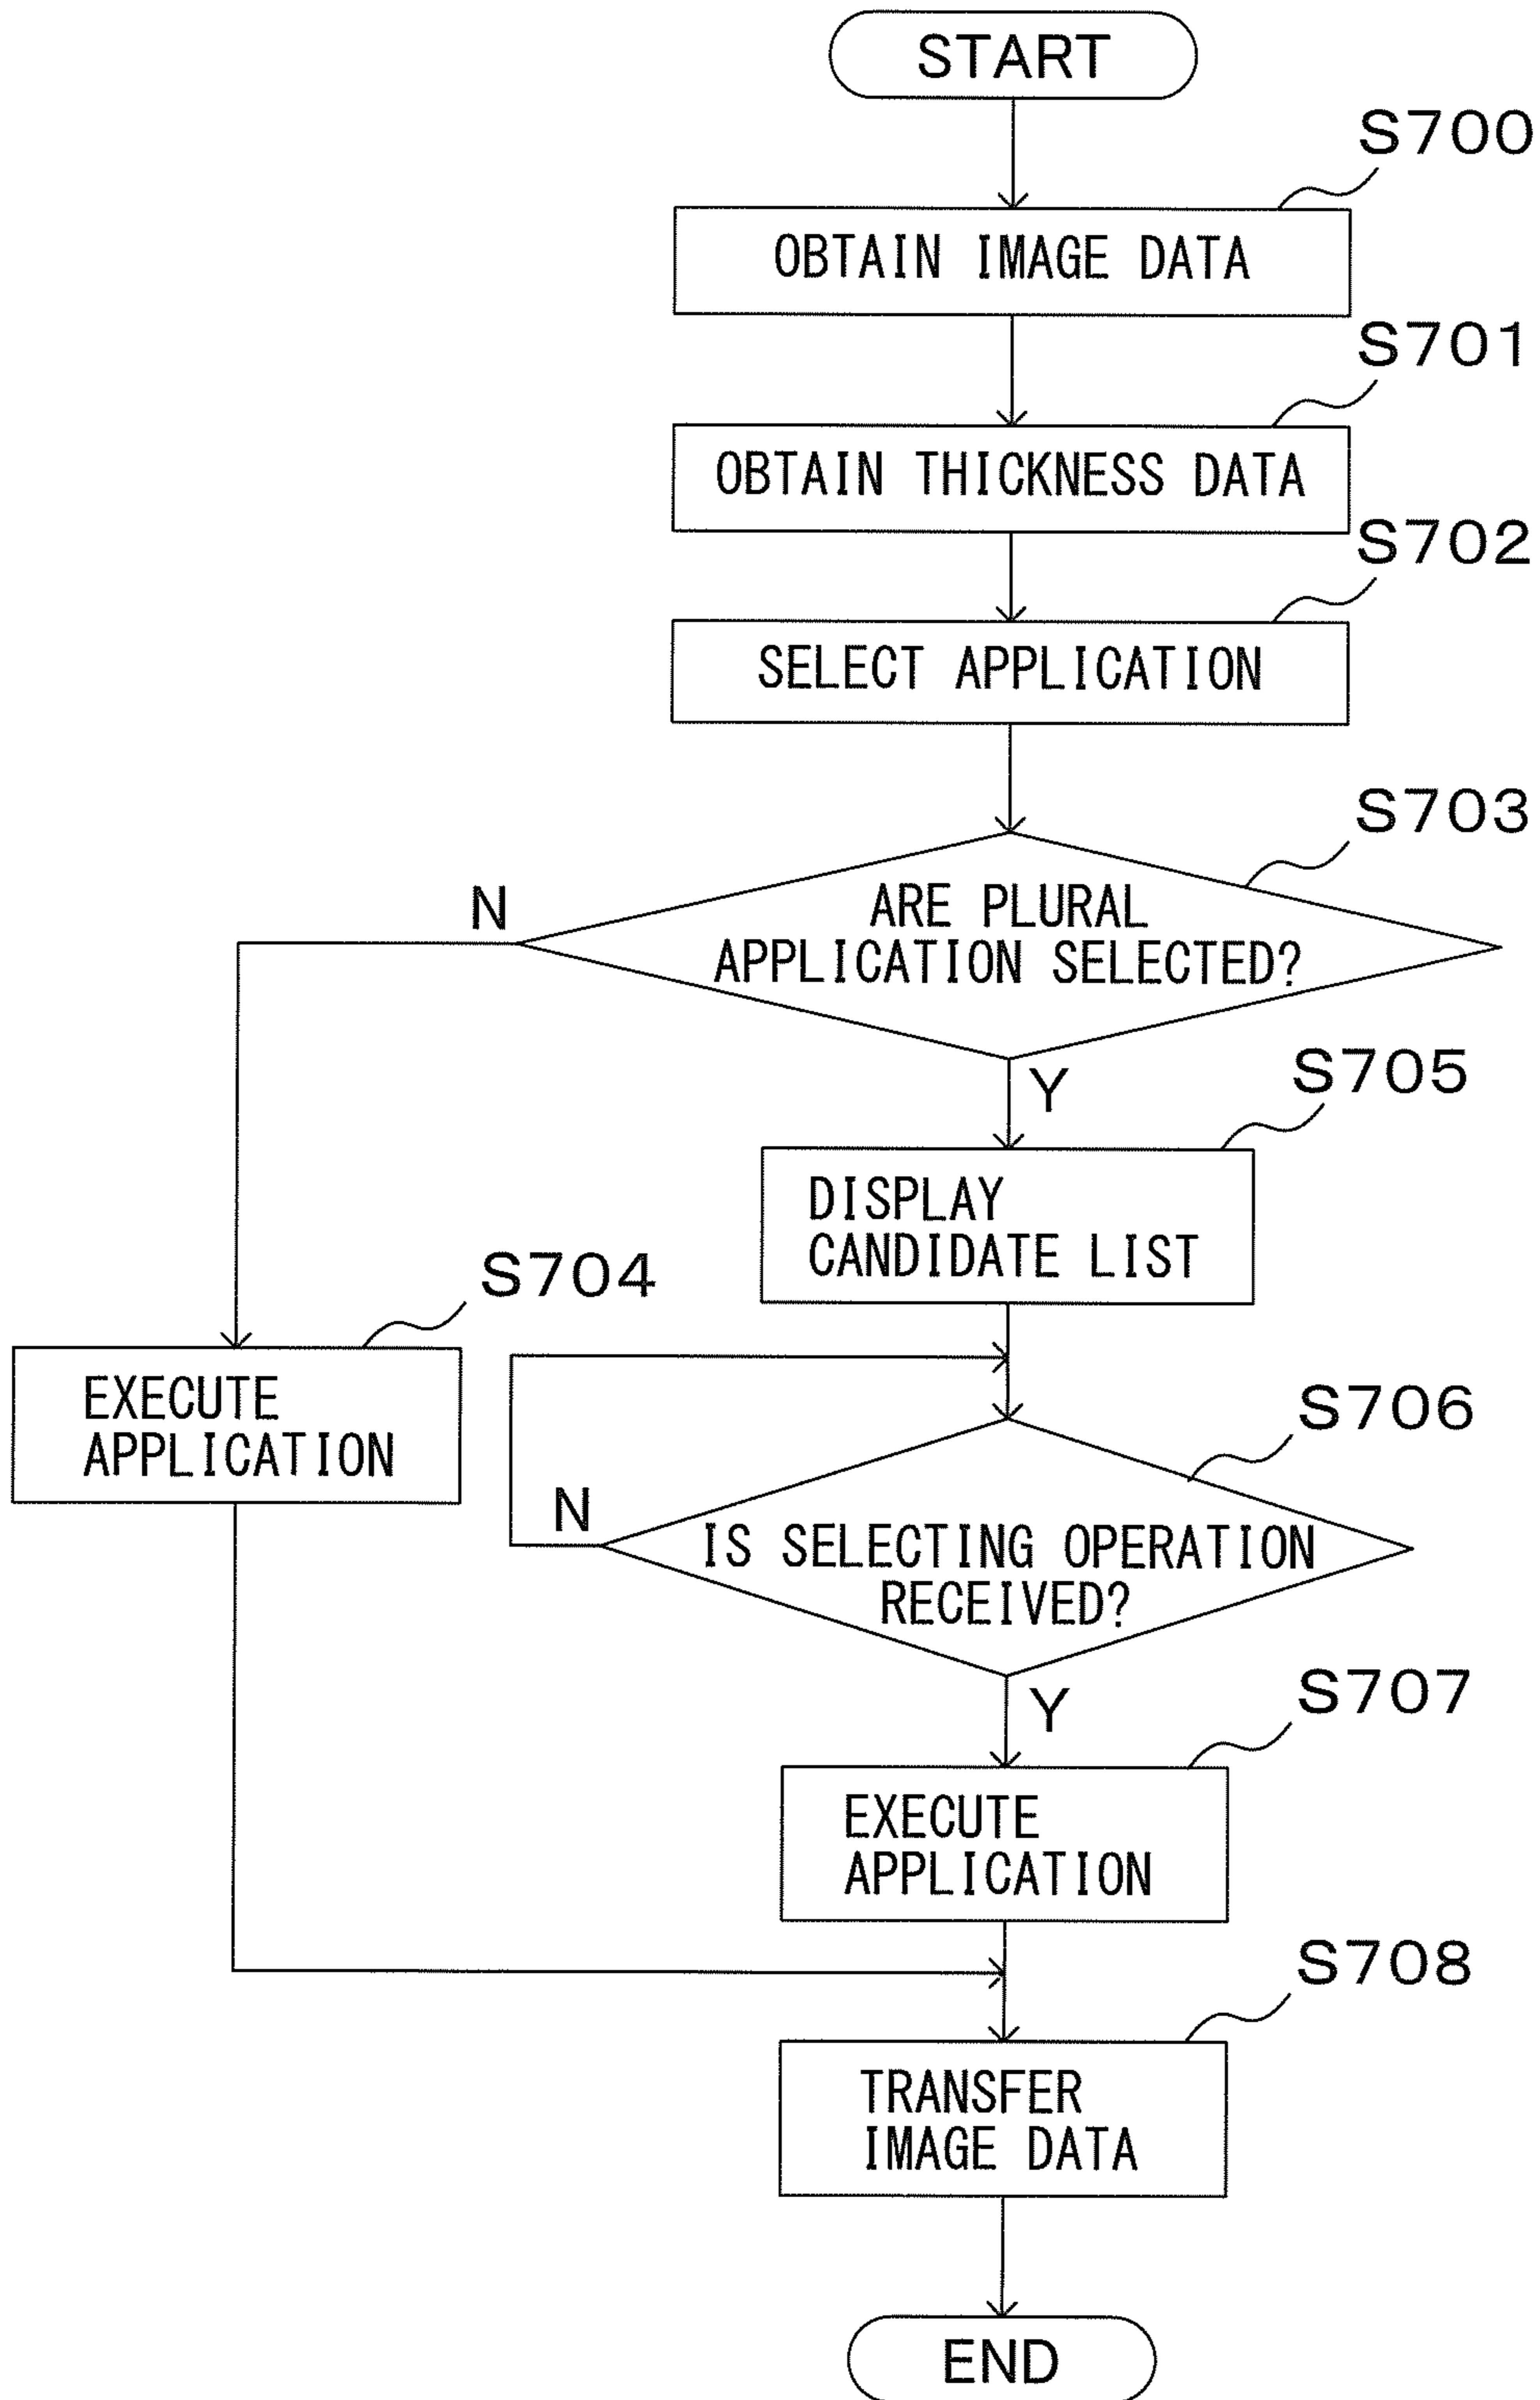 START
S700
OBTAIN IMAGE DATA
S701
OBTAIN THICKNESS DATA
S702
SELECT APPLICATION
S703
N
ARE PLURAL
APPLICATION SELECTED?
Y
S705
DISPLAY
CANDIDATE LIST
S704
EXECUTE
APPLICATION
S706
N
IS SELECTING OPERATION
RECEIVED?
Y
S707
EXECUTE
APPLICATION
S708
TRANSFER
IMAGE DATA
END